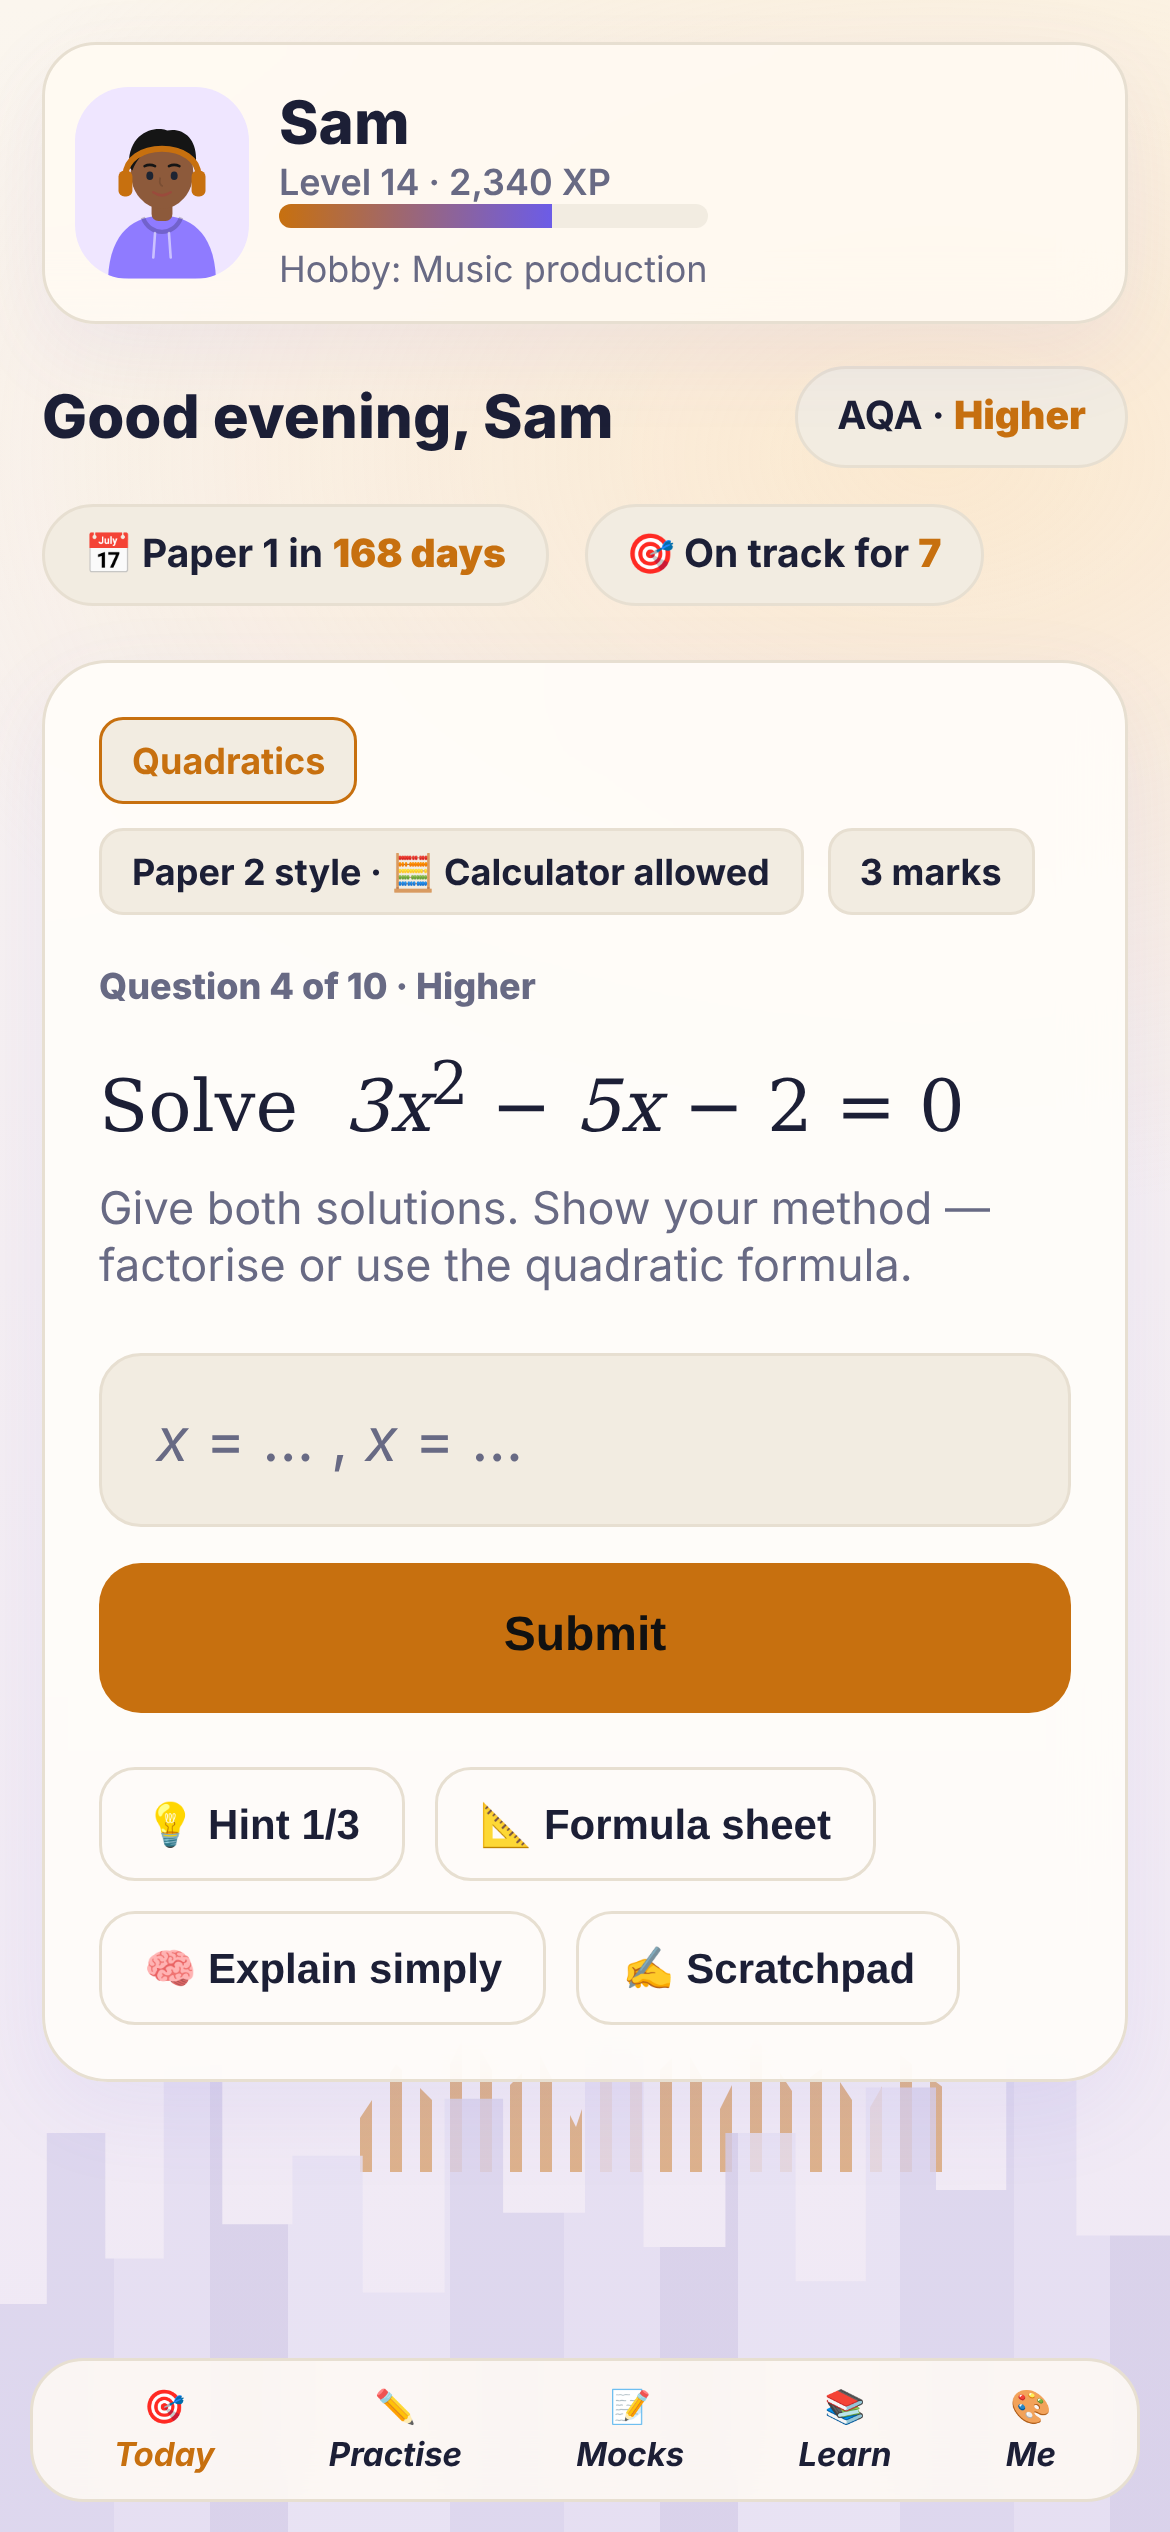 Sam
Level 14 · 2,340 XP
Hobby: Music production
Good evening, Sam
AQA · Higher
July 17 Paper 1 in 168 days
On track for 7
Quadratics
Paper 2 style · Calculator allowed
3 marks
Question 4 of 10 · Higher
Solve 3x² − 5x − 2 = 0
Give both solutions. Show your method —
factorise or use the quadratic formula.
x = ... , x = ...
Submit
Hint 1/3
Formula sheet
Explain simply
Scratchpad
Today
Practise
Mocks
Learn
Me